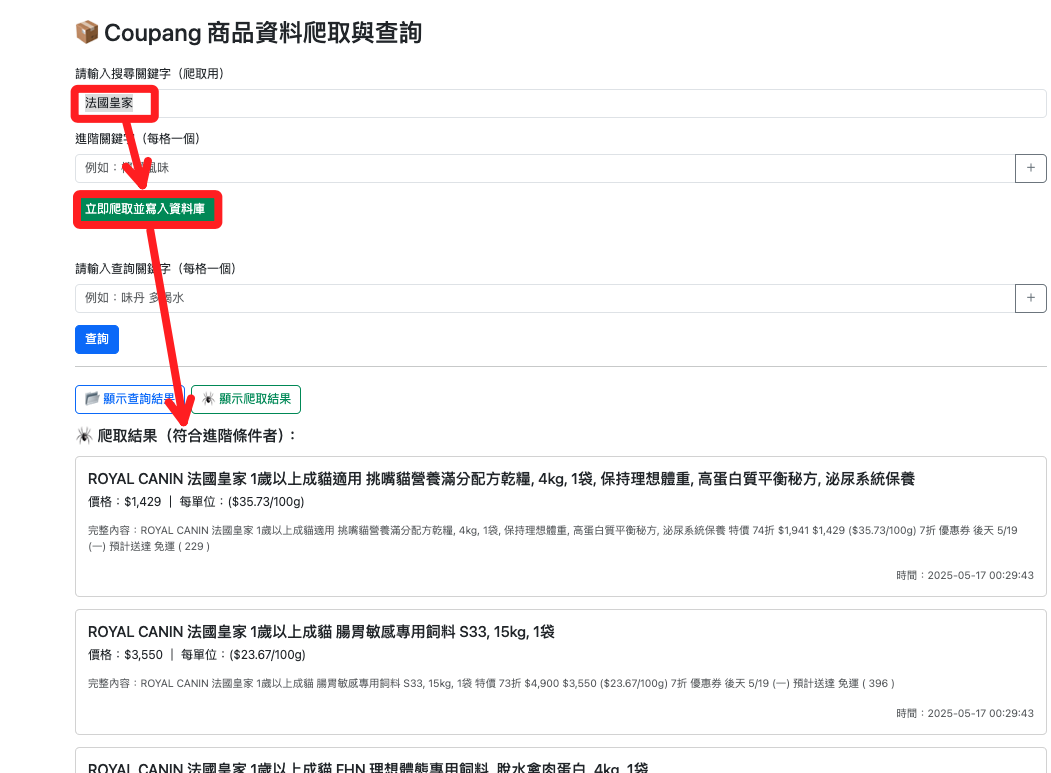 Coupang 商品資料爬取與查詢
請輸入搜尋關鍵字（爬取用）
法國皇家
進階關鍵字（每格一個）
例如：風味
+
立即爬取並寫入資料庫
請輸入查詢關鍵字（每格一個）
例如：味丹 多喝水
+
查詢
顯示查詢結果
顯示爬取結果
爬取結果（符合進階條件者）：
ROYAL CANIN 法國皇家 1歲以上成貓適用 挑嘴貓營養滿分配方乾糧, 4kg, 1袋, 保持理想體重, 高蛋白質平衡秘方, 泌尿系統保養
價格：$1,429 ｜ 每單位：($35.73/100g)
完整內容：ROYAL CANIN 法國皇家 1歲以上成貓適用 挑嘴貓營養滿分配方乾糧, 4kg, 1袋, 保持理想體重, 高蛋白質平衡秘方, 泌尿系統保養 特價 74折 $1,941 $1,429 ($35.73/100g) 7折 優惠券 後天 5/19
(一) 預計送達 免運 ( 229 )
時間：2025-05-17 00:29:43
ROYAL CANIN 法國皇家 1歲以上成貓 腸胃敏感專用飼料 S33, 15kg, 1袋
價格：$3,550 ｜ 每單位：($23.67/100g)
完整內容：ROYAL CANIN 法國皇家 1歲以上成貓 腸胃敏感專用飼料 S33, 15kg, 1袋 特價 73折 $4,900 $3,550 ($23.67/100g) 7折 優惠券 後天 5/19 (一) 預計送達 免運 ( 396 )
時間：2025-05-17 00:29:43
ROYAL CANIN 法國皇家 1歲以上成貓 FHN 理想體態專用飼料, 脫水禽肉蛋白, 4kg, 1袋